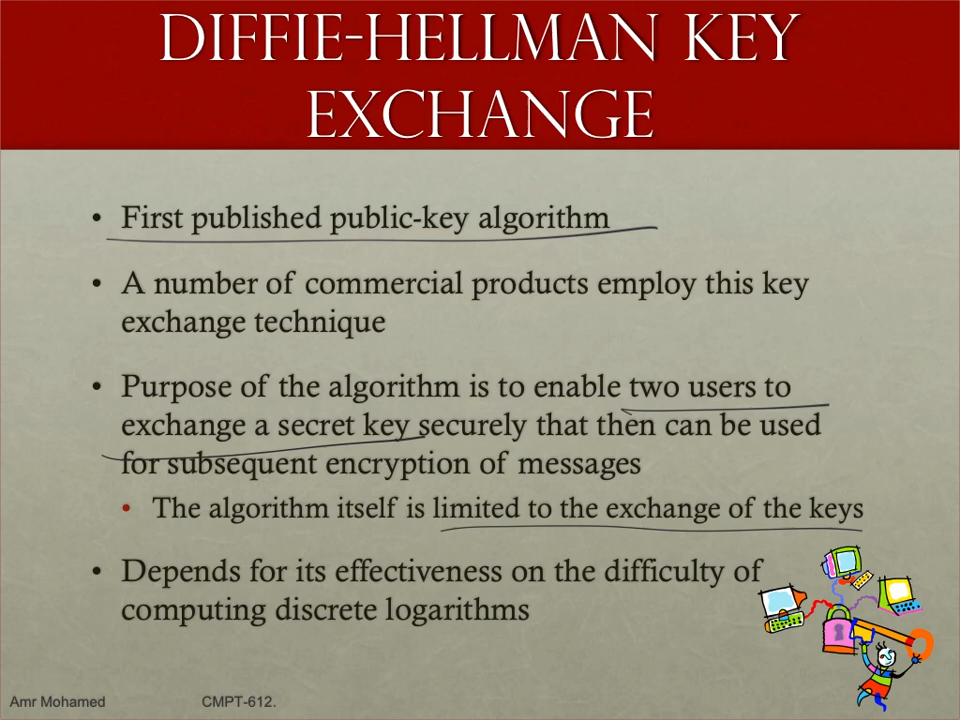 DIFFIE-HELLMAN KEY
EXCHANGE
• First published public-key algorithm
• A number of commercial products employ this key
exchange technique
• Purpose of the algorithm is to enable two users to
exchange a secret key securely that then can be used
for subsequent encryption of messages
• The algorithm itself is limited to the exchange of the keys
• Depends for its effectiveness on the difficulty of
computing discrete logarithms
Amr Mohamed CMPT-612.